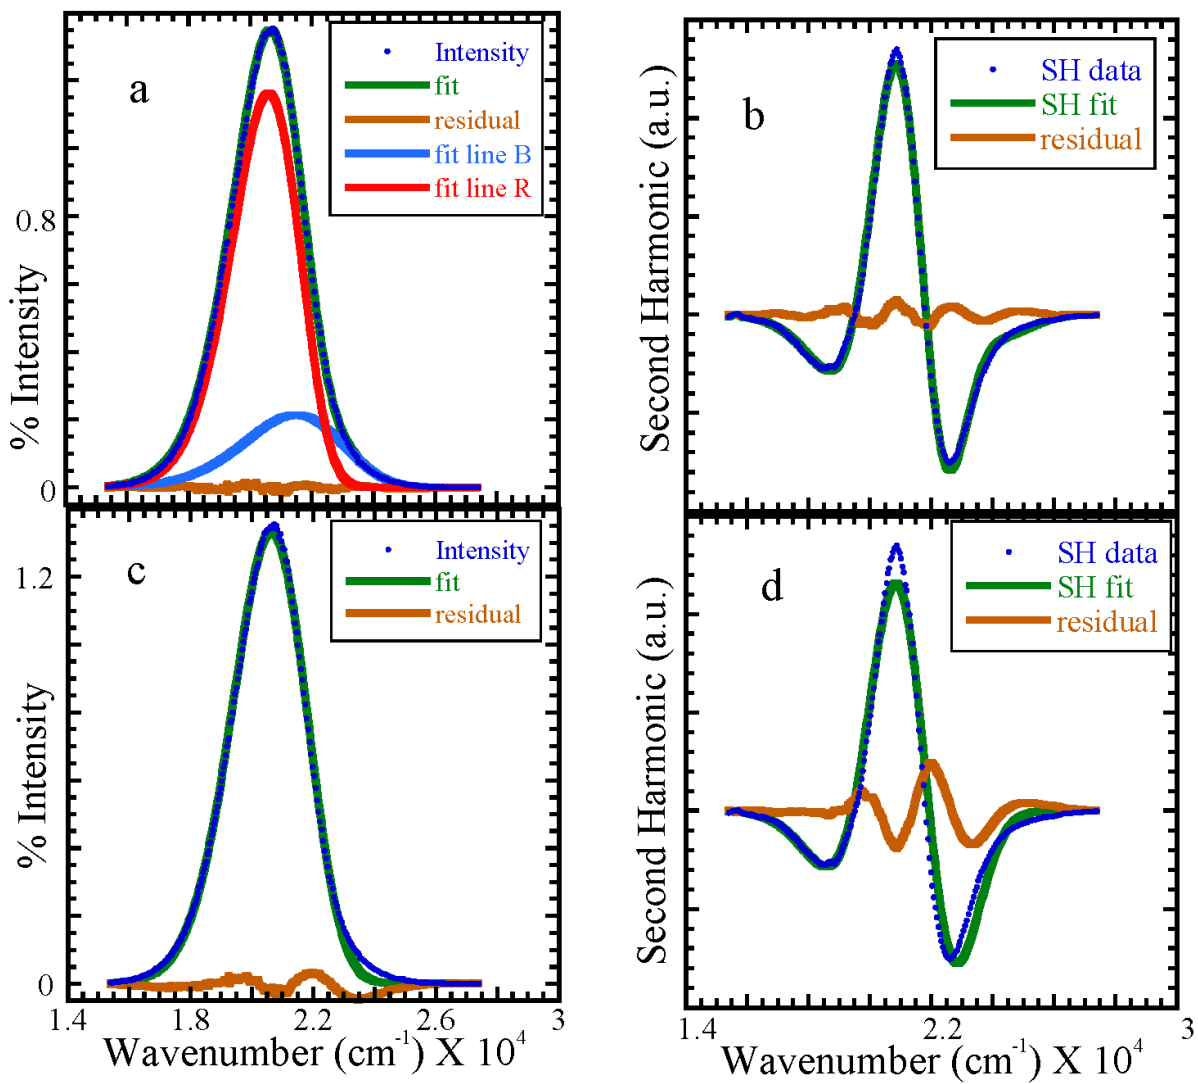 a
Intensity
fit
residual
fit line B
fit line R
0.8
0
% Intensity
b
SH data
SH fit
residual
Second Harmonic (a.u.)
c
Intensity
fit
residual
1.2
0
% Intensity
1.4 1.8 2.2 2.6 3
Wavenumber (cm⁻¹) X 10⁴
d
SH data
SH fit
residual
Second Harmonic (a.u.)
1.4 2.2 3
Wavenumber (cm⁻¹) X 10⁴